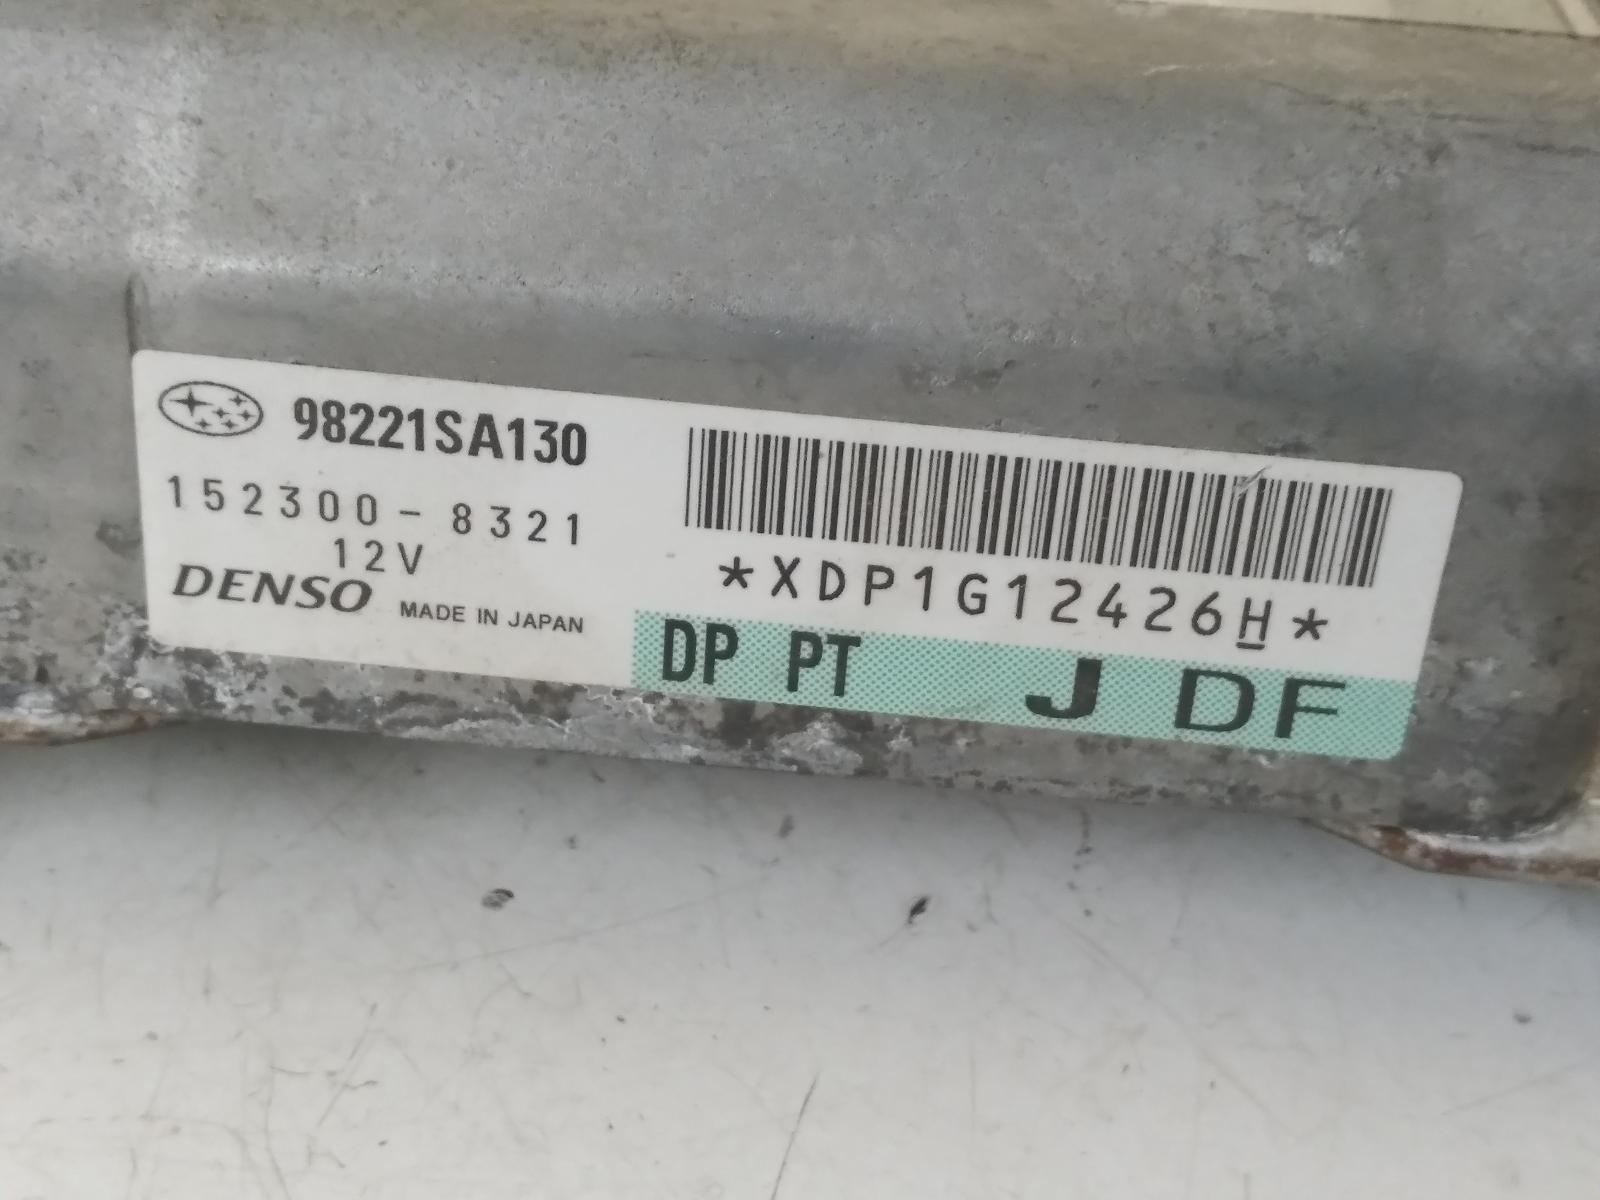 98221SA130
152300-8321
12V
DENSO MADE IN JAPAN
*XDP1G12426H*
DP PT J DF